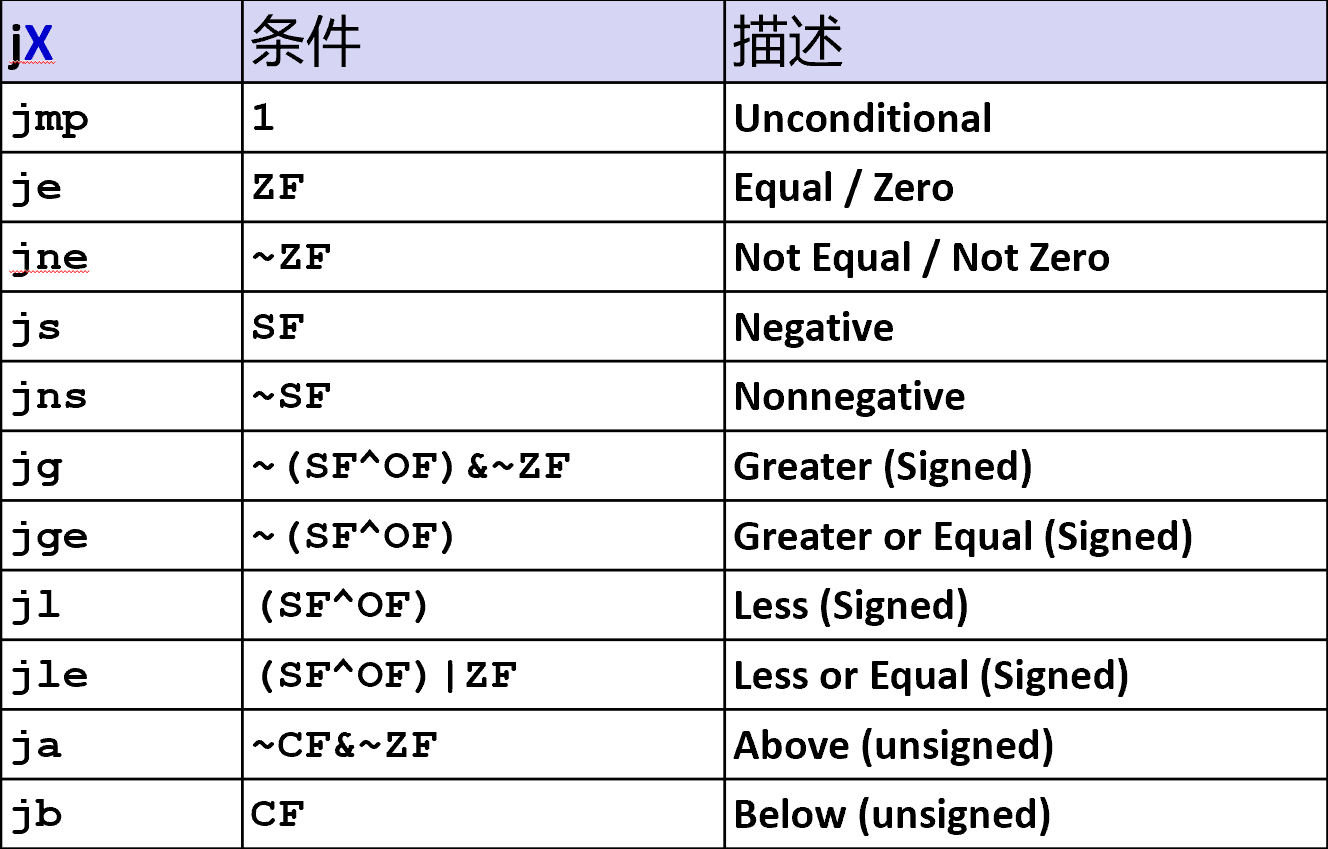 jX 条件 描述
jmp 1 Unconditional
je ZF Equal / Zero
jne ~ZF Not Equal / Not Zero
js SF Negative
jns ~SF Nonnegative
jg ~(SF^OF)&~ZF Greater (Signed)
jge ~(SF^OF) Greater or Equal (Signed)
jl (SF^OF) Less (Signed)
jle (SF^OF)|ZF Less or Equal (Signed)
ja ~CF&~ZF Above (unsigned)
jb CF Below (unsigned)